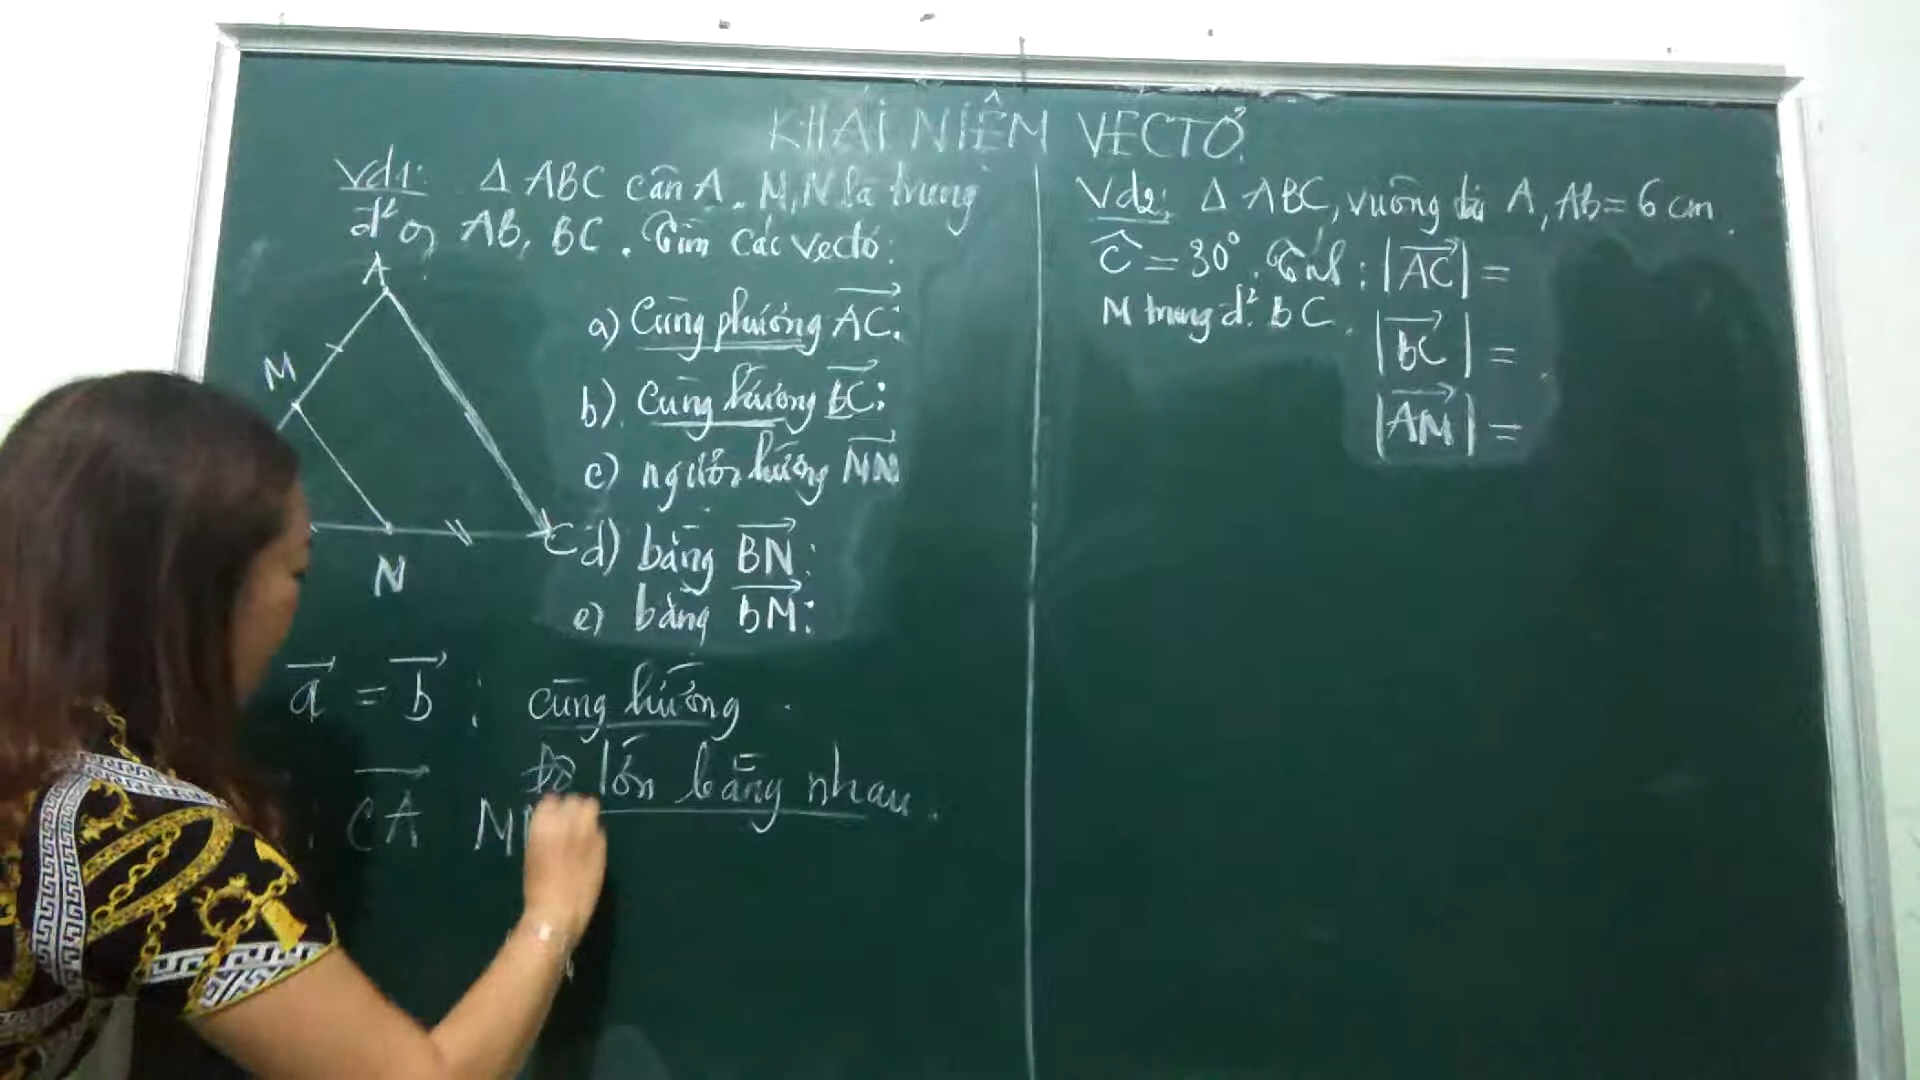 KHÁI NIỆM VECTƠ.
Vd1: Δ ABC cân A. M, N là trung
đ² AB, BC. Tìm các vectơ:
A
M
N
C
a) Cùng phương AC:
b) Cùng hướng BC:
c) ngược hướng MN
d) bằng BN:
e) bằng bM:
a = b : cùng hướng.
Độ lớn bằng nhau.
CA M
Vd2: Δ ABC, vuông tại A, Ab = 6 cm.
Ĉ = 30°. Tính: |AC| =
M trung đ² bC.
|bC| =
|AM| =